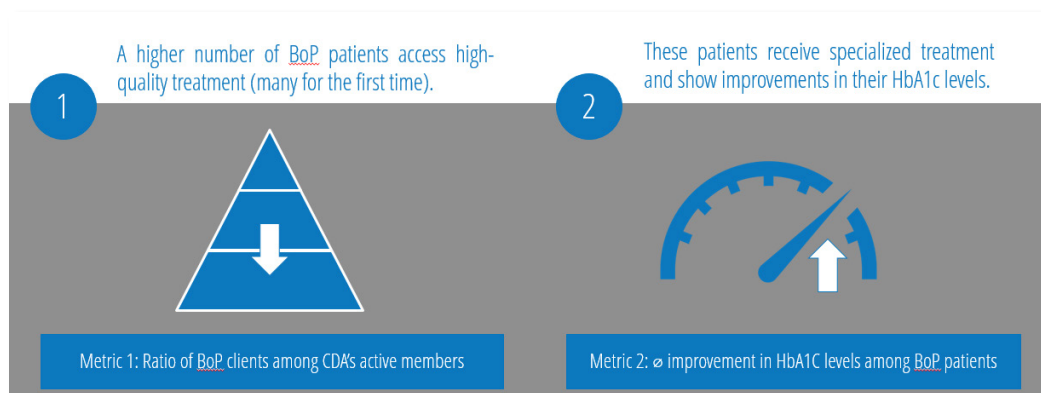 1
A higher number of BoP patients access high-
quality treatment (many for the first time).
Metric 1: Ratio of BoP clients among CDA's active members
2
These patients receive specialized treatment
and show improvements in their HbA1c levels.
Metric 2: ⌀ improvement in HbA1C levels among BoP patients